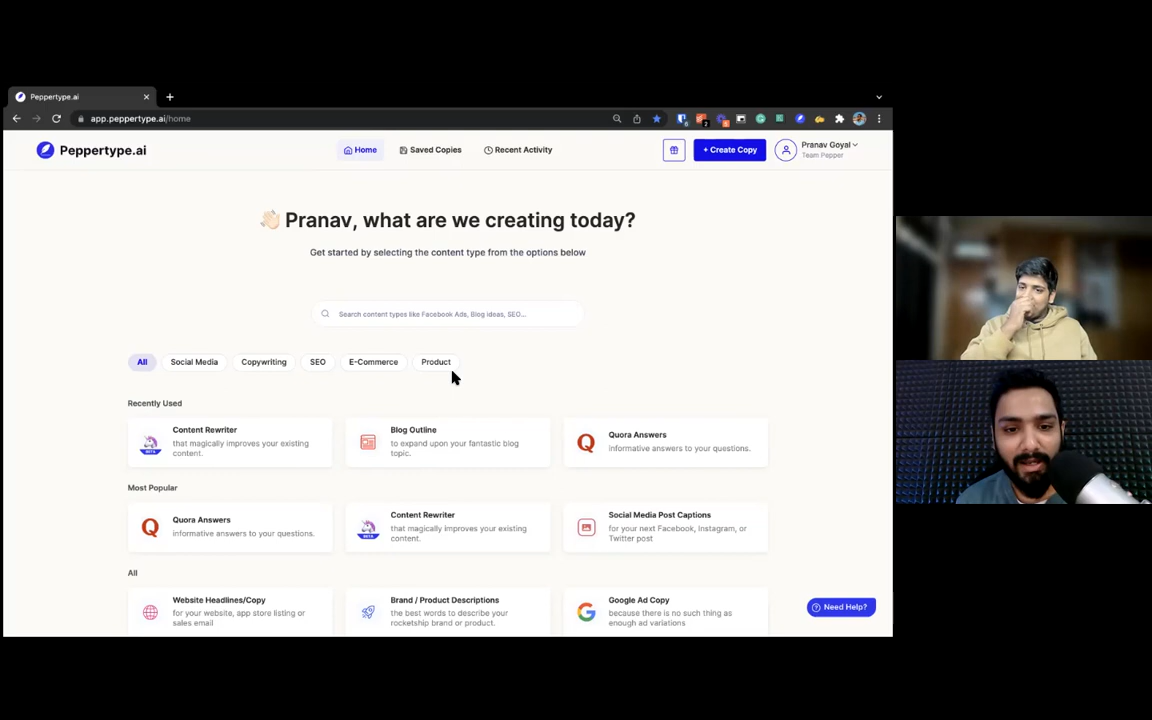 Peppertype.ai
app.peppertype.ai/home
Peppertype.ai
Home
Saved Copies
Recent Activity
+ Create Copy
Pranav Goyal
Team Pepper
Pranav, what are we creating today?
Get started by selecting the content type from the options below
Search content types like Facebook Ads, Blog ideas, SEO...
All
Social Media
Copywriting
SEO
E-Commerce
Product
Recently Used
Content Rewriter
that magically improves your existing
content.
BETA
Blog Outline
to expand upon your fantastic blog
topic.
Quora Answers
informative answers to your questions.
Most Popular
Quora Answers
informative answers to your questions.
Content Rewriter
that magically improves your existing
content.
BETA
Social Media Post Captions
for your next Facebook, Instagram, or
Twitter post
All
Website Headlines/Copy
for your website, app store listing or
sales email
Brand / Product Descriptions
the best words to describe your
rocketship brand or product.
Google Ad Copy
because there is no such thing as
enough ad variations
Need Help?